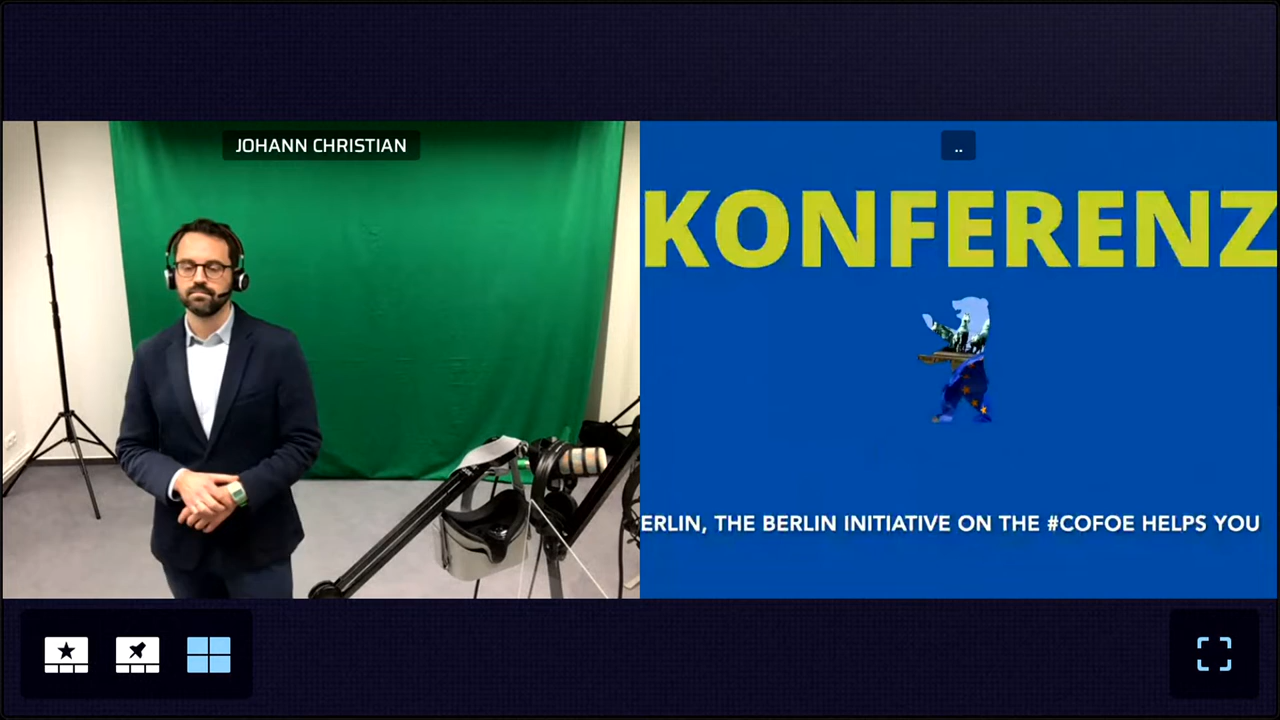 JOHANN CHRISTIAN
..
KONFERENZ
ERLIN, THE BERLIN INITIATIVE ON THE #COFOE HELPS YOU